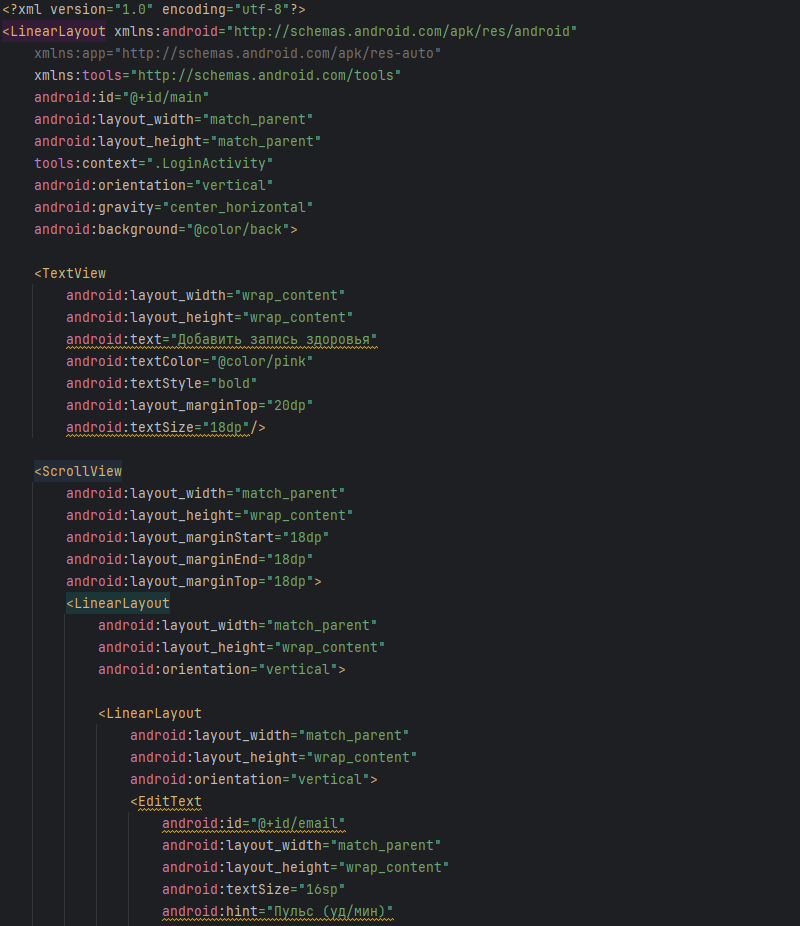 <?xml version="1.0" encoding="utf-8"?>
<LinearLayout xmlns:android="http://schemas.android.com/apk/res/android"
    xmlns:app="http://schemas.android.com/apk/res-auto"
    xmlns:tools="http://schemas.android.com/tools"
    android:id="@+id/main"
    android:layout_width="match_parent"
    android:layout_height="match_parent"
    tools:context=".LoginActivity"
    android:orientation="vertical"
    android:gravity="center_horizontal"
    android:background="@color/back">

    <TextView
        android:layout_width="wrap_content"
        android:layout_height="wrap_content"
        android:text="Добавить запись здоровья"
        android:textColor="@color/pink"
        android:textStyle="bold"
        android:layout_marginTop="20dp"
        android:textSize="18dp"/>

    <ScrollView
        android:layout_width="match_parent"
        android:layout_height="wrap_content"
        android:layout_marginStart="18dp"
        android:layout_marginEnd="18dp"
        android:layout_marginTop="18dp">
        <LinearLayout
            android:layout_width="match_parent"
            android:layout_height="wrap_content"
            android:orientation="vertical">

            <LinearLayout
                android:layout_width="match_parent"
                android:layout_height="wrap_content"
                android:orientation="vertical">
                <EditText
                    android:id="@+id/email"
                    android:layout_width="match_parent"
                    android:layout_height="wrap_content"
                    android:textSize="16sp"
                    android:hint="Пульс (уд/мин)"